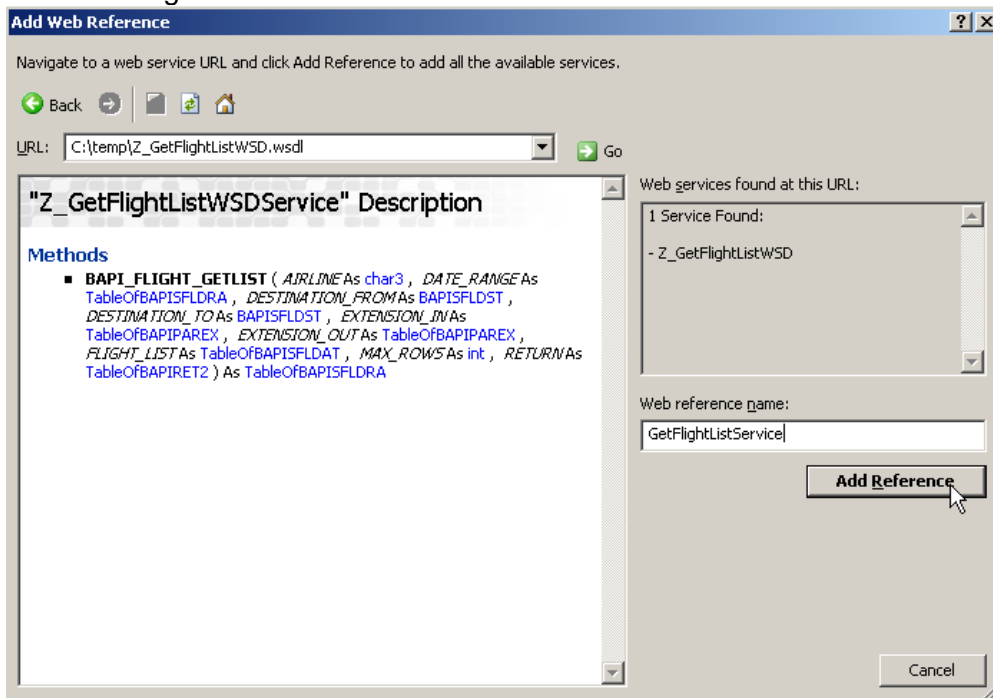 Add Web Reference
Navigate to a web service URL and click Add Reference to add all the available services.
Back
URL: C:\temp\Z_GetFlightListWSD.wsdl Go
"Z_GetFlightListWSDService" Description
Methods
BAPI_FLIGHT_GETLIST ( AIRLINE As char3 , DATE_RANGE As
TableOfBAPISFLDRA , DESTINATION_FROM As BAPISFLDST ,
DESTINATION_TO As BAPISFLDST , EXTENSION_IN As
TableOfBAPIPAREX , EXTENSION_OUT As TableOfBAPIPAREX ,
FLIGHT_LIST As TableOfBAPISFLDAT , MAX_ROWS As int , RETURN As
TableOfBAPIRET2 ) As TableOfBAPISFLDRA
Web services found at this URL:
1 Service Found:
- Z_GetFlightListWSD
Web reference name:
GetFlightListService
Add Reference
Cancel